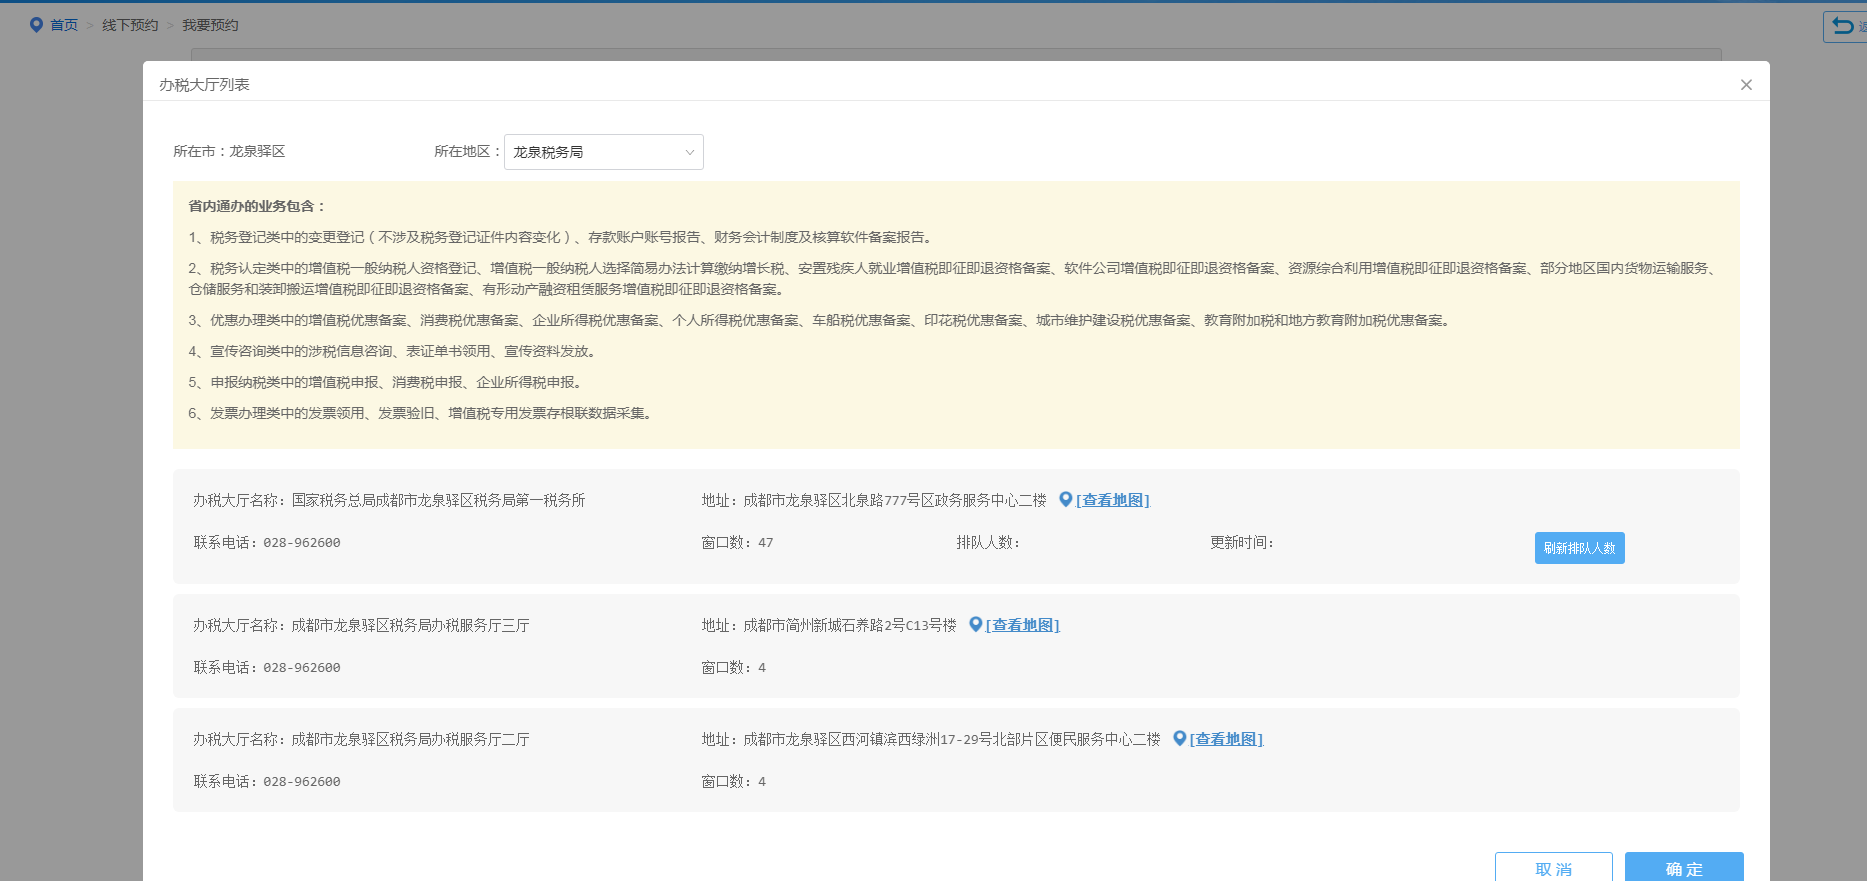 首页 > 线下预约 > 我要预约
返
办税大厅列表
所在市：龙泉驿区 所在地区： 龙泉税务局
省内通办的业务包含：
1、税务登记类中的变更登记（不涉及税务登记证件内容变化）、存款账户账号报告、财务会计制度及核算软件备案报告。
2、税务认定类中的增值税一般纳税人资格登记、增值税一般纳税人选择简易办法计算缴纳增长税、安置残疾人就业增值税即征即退资格备案、软件公司增值税即征即退资格备案、资源综合利用增值税即征即退资格备案、部分地区国内货物运输服务、
仓储服务和装卸搬运增值税即征即退资格备案、有形动产融资租赁服务增值税即征即退资格备案。
3、优惠办理类中的增值税优惠备案、消费税优惠备案、企业所得税优惠备案、个人所得税优惠备案、车船税优惠备案、印花税优惠备案、城市维护建设税优惠备案、教育附加税和地方教育附加税优惠备案。
4、宣传咨询类中的涉税信息咨询、表证单书领用、宣传资料发放。
5、申报纳税类中的增值税申报、消费税申报、企业所得税申报。
6、发票办理类中的发票领用、发票验旧、增值税专用发票存根联数据采集。
办税大厅名称：国家税务总局成都市龙泉驿区税务局第一税务所 地址：成都市龙泉驿区北泉路777号区政务服务中心二楼 [查看地图]
联系电话：028-962600 窗口数：47 排队人数： 更新时间： 刷新排队人数
办税大厅名称：成都市龙泉驿区税务局办税服务厅三厅 地址：成都市简州新城石养路2号C13号楼 [查看地图]
联系电话：028-962600 窗口数：4
办税大厅名称：成都市龙泉驿区税务局办税服务厅二厅 地址：成都市龙泉驿区西河镇滨西绿洲17-29号北部片区便民服务中心二楼 [查看地图]
联系电话：028-962600 窗口数：4
取消 确定